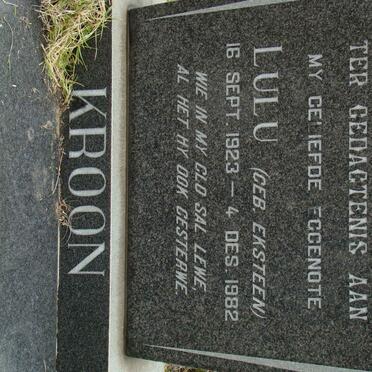 TER GEDAGTENIS AAN
MY GELIEFDE EGGENOTE
LULU (GEB. EKSTEEN)
16 SEPT. 1923 — 4 DES. 1982
WIE IN MY GLO SAL LEWE,
AL HET HY OOK GESTERWE.
KROON